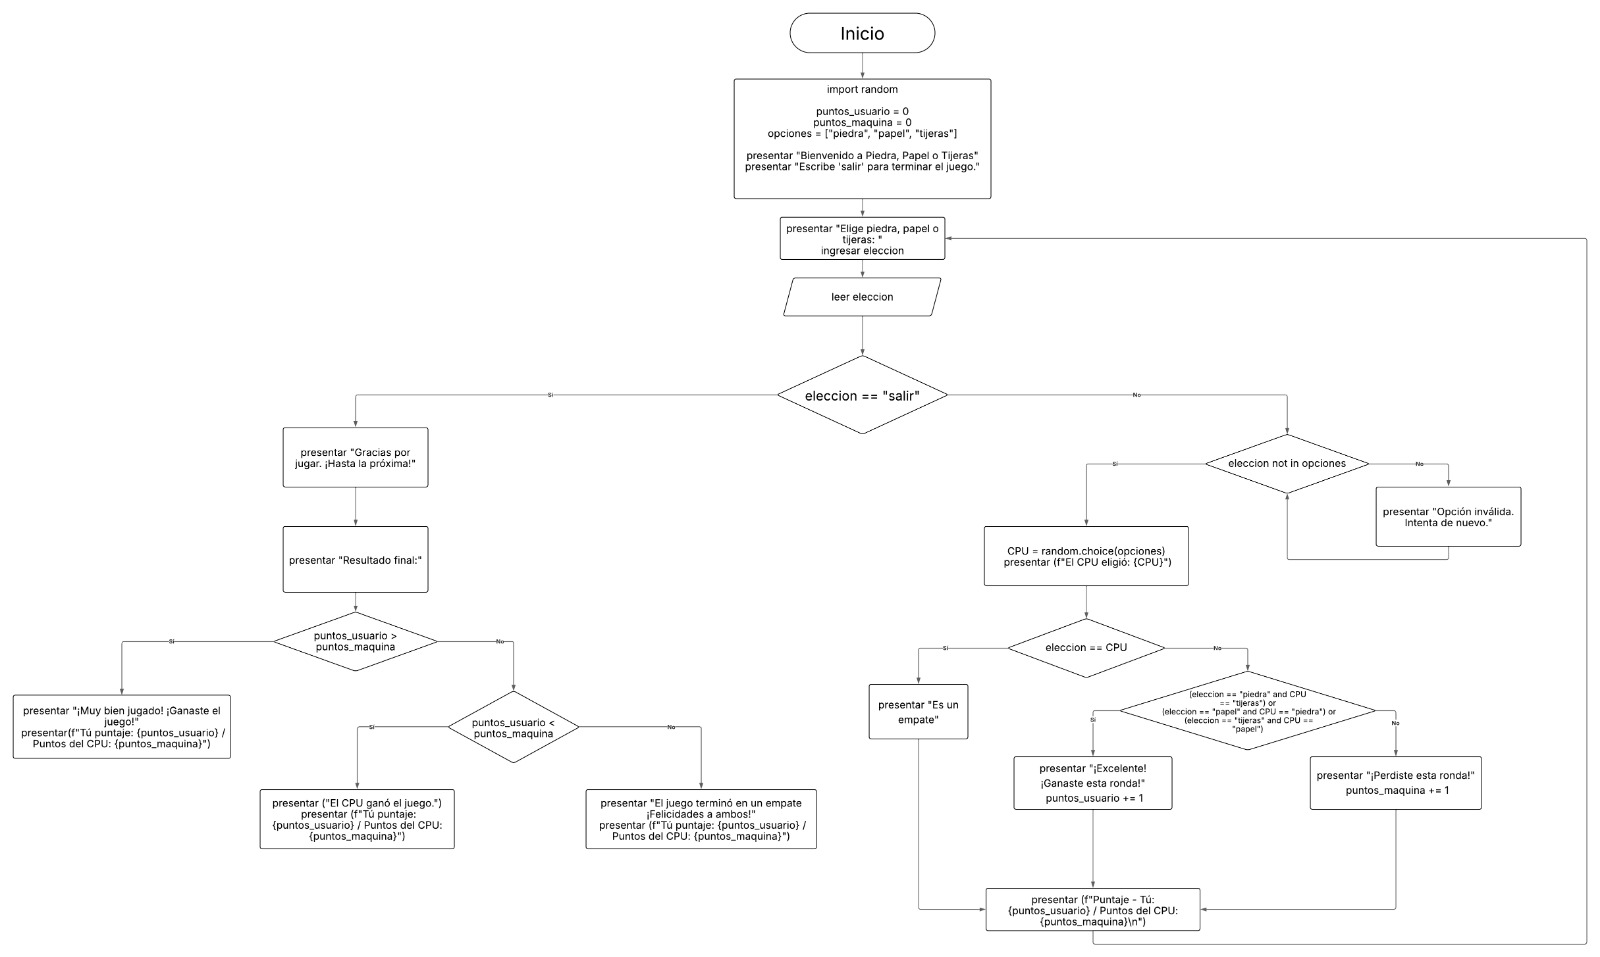 Inicio
import random
puntos_usuario = 0
puntos_maquina = 0
opciones = ["piedra", "papel", "tijeras"]
presentar "Bienvenido a Piedra, Papel o Tijeras"
presentar "Escribe 'salir' para terminar el juego."
presentar "Elige piedra, papel o
tijeras: "
ingresar eleccion
leer eleccion
eleccion == "salir"
Si
No
presentar "Gracias por
jugar. ¡Hasta la próxima!"
presentar "Resultado final:"
puntos_usuario >
puntos_maquina
Si
No
presentar "¡Muy bien jugado! ¡Ganaste el
juego!"
presentar(f"Tú puntaje: {puntos_usuario} /
Puntos del CPU: {puntos_maquina}")
puntos_usuario <
puntos_maquina
Si
No
presentar ("El CPU ganó el juego.")
presentar (f"Tú puntaje:
{puntos_usuario} / Puntos del CPU:
{puntos_maquina}")
presentar "El juego terminó en un empate
¡Felicidades a ambos!"
presentar (f"Tú puntaje: {puntos_usuario} /
Puntos del CPU: {puntos_maquina}")
eleccion not in opciones
Si
No
presentar "Opción inválida.
Intenta de nuevo."
CPU = random.choice(opciones)
presentar (f"El CPU eligió: {CPU}")
eleccion == CPU
Si
No
presentar "Es un
empate"
(eleccion == "piedra" and CPU
== "tijeras") or
(eleccion == "papel" and CPU == "piedra") or
(eleccion == "tijeras" and CPU ==
"papel")
Si
No
presentar "¡Excelente!
¡Ganaste esta ronda!"
puntos_usuario += 1
presentar "¡Perdiste esta ronda!"
puntos_maquina += 1
presentar (f"Puntaje - Tú:
{puntos_usuario} / Puntos del CPU:
{puntos_maquina}\n")